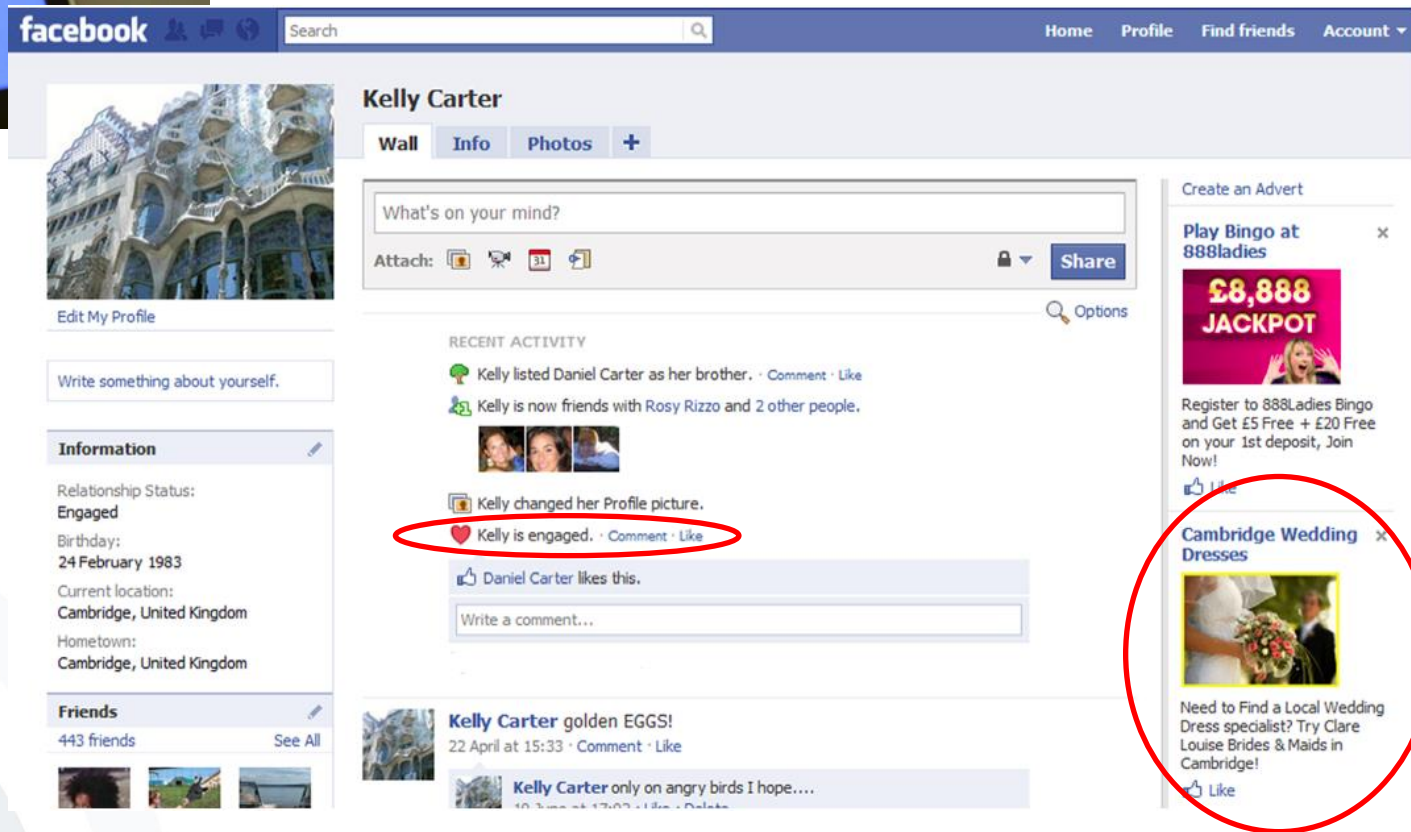 facebook
Search
Home Profile Find friends Account
Kelly Carter
Wall Info Photos +
What's on your mind?
Attach: 31
Share
Options
Edit My Profile
Write something about yourself.
Information
Relationship Status:
Engaged
Birthday:
24 February 1983
Current location:
Cambridge, United Kingdom
Hometown:
Cambridge, United Kingdom
Friends
443 friends See All
RECENT ACTIVITY
Kelly listed Daniel Carter as her brother. · Comment · Like
Kelly is now friends with Rosy Rizzo and 2 other people.
Kelly changed her Profile picture.
Kelly is engaged. · Comment · Like
Daniel Carter likes this.
Write a comment...
Kelly Carter golden EGGS!
22 April at 15:33 · Comment · Like
Kelly Carter only on angry birds I hope....
June at 17:02 · Like · Delete
Create an Advert
Play Bingo at
888ladies
£8,888
JACKPOT
Register to 888Ladies Bingo
and Get £5 Free + £20 Free
on your 1st deposit, Join
Now!
Like
Cambridge Wedding
Dresses
Need to Find a Local Wedding
Dress specialist? Try Clare
Louise Brides & Maids in
Cambridge!
Like